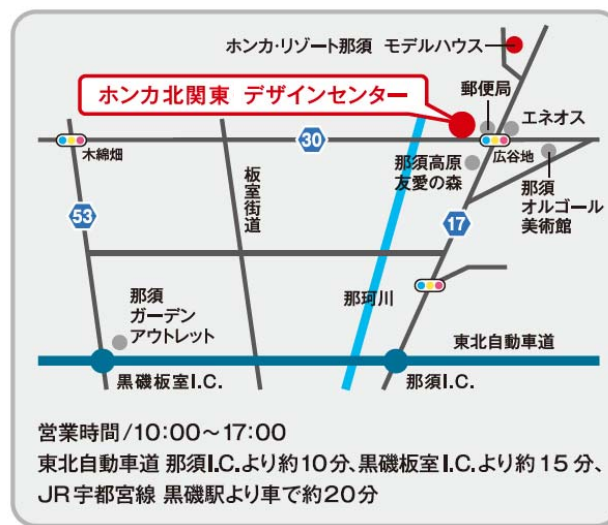 ホンカ・リゾート那須 モデルハウス
ホンカ北関東 デザインセンター
郵便局
エネオス
30
木綿畑
広谷地
那須高原
友愛の森
那須
オルゴール
美術館
板室街道
53
17
那珂川
那須
ガーデン
アウトレット
東北自動車道
黒磯板室I.C.
那須I.C.
営業時間/10:00～17:00
東北自動車道 那須I.C.より約10分、黒磯板室I.C.より約15分、
JR宇都宮線 黒磯駅より車で約20分